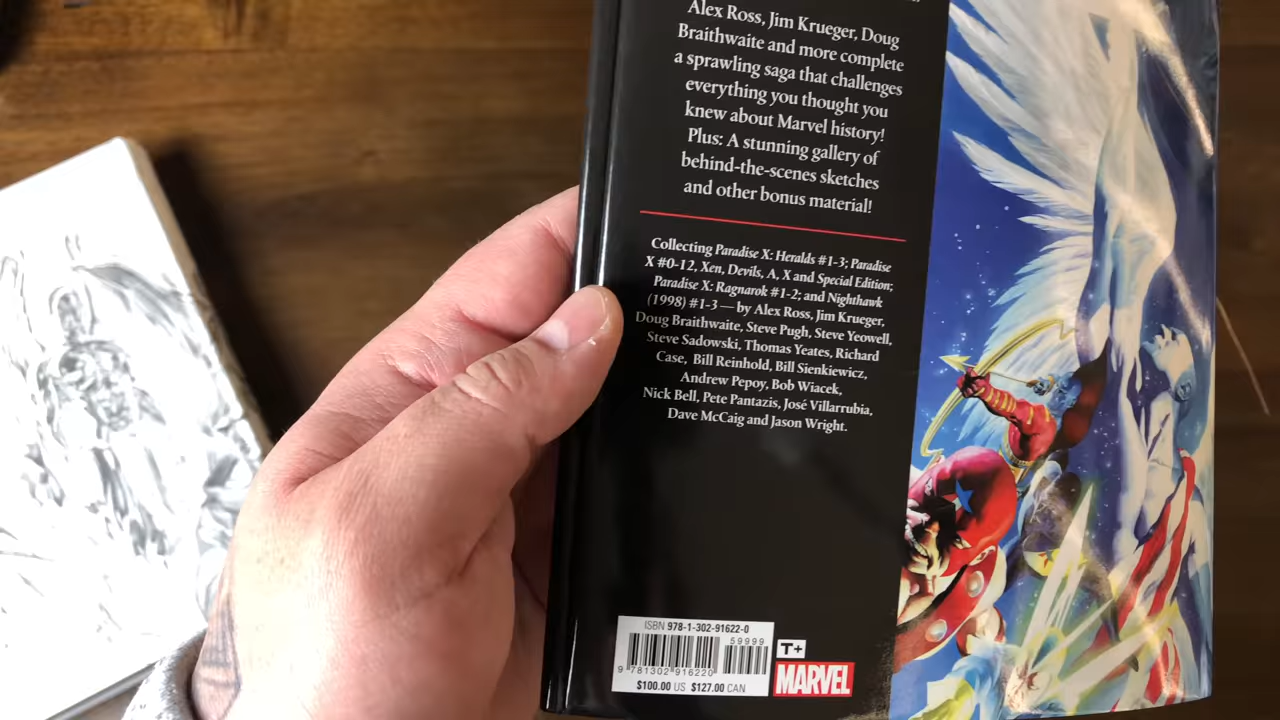 Alex Ross, Jim Krueger, Doug
Braithwaite and more complete
a sprawling saga that challenges
everything you thought you
knew about Marvel history!
Plus: A stunning gallery of
behind-the-scenes sketches
and other bonus material!
Collecting Paradise X: Heralds #1-3; Paradise
X #0-12, Xen, Devils, A, X and Special Edition;
Paradise X: Ragnarok #1-2; and Nighthawk
(1998) #1-3 — by Alex Ross, Jim Krueger,
Doug Braithwaite, Steve Pugh, Steve Yeowell,
Steve Sadowski, Thomas Yeates, Richard
Case, Bill Reinhold, Bill Sienkiewicz,
Andrew Pepoy, Bob Wiacek,
Nick Bell, Pete Pantazis, José Villarrubia,
Dave McCaig and Jason Wright.
ISBN 978-1-302-91622-0
59999
9 781302 916220
$100.00 US $127.00 CAN
T+
MARVEL